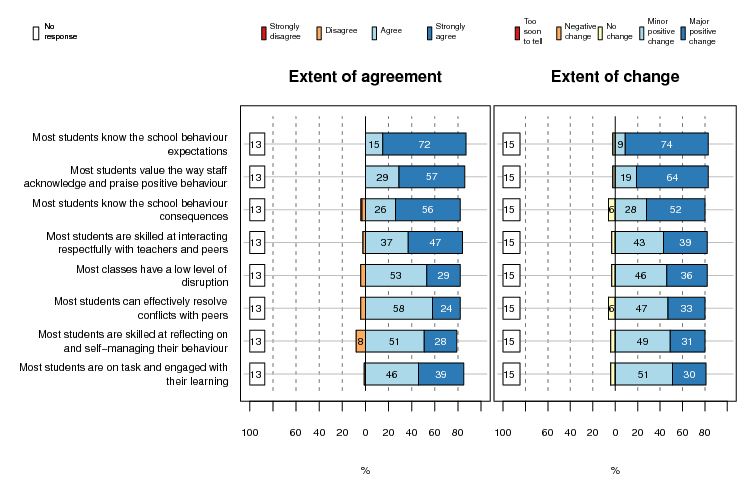 No
response
Strongly
disagree
Disagree
Agree
Strongly
agree
Too
soon
to tell
Negative
change
No
change
Minor
positive
change
Major
positive
change
Extent of agreement
Extent of change
Most students know the school behaviour
expectations
13
15
72
15
9
74
Most students value the way staff
acknowledge and praise positive behaviour
13
29
57
15
19
64
Most students know the school behaviour
consequences
13
26
56
15
6
28
52
Most students are skilled at interacting
respectfully with teachers and peers
13
37
47
15
43
39
Most classes have a low level of
disruption
13
53
29
15
46
36
Most students can effectively resolve
conflicts with peers
13
58
24
15
6
47
33
Most students are skilled at reflecting on
and self−managing their behaviour
13
8
51
28
15
49
31
Most students are on task and engaged with
their learning
13
46
39
15
51
30
100 60 40 20 0 20 40 60 80
100 80 60 40 20 0 20 40 60 80
%
%